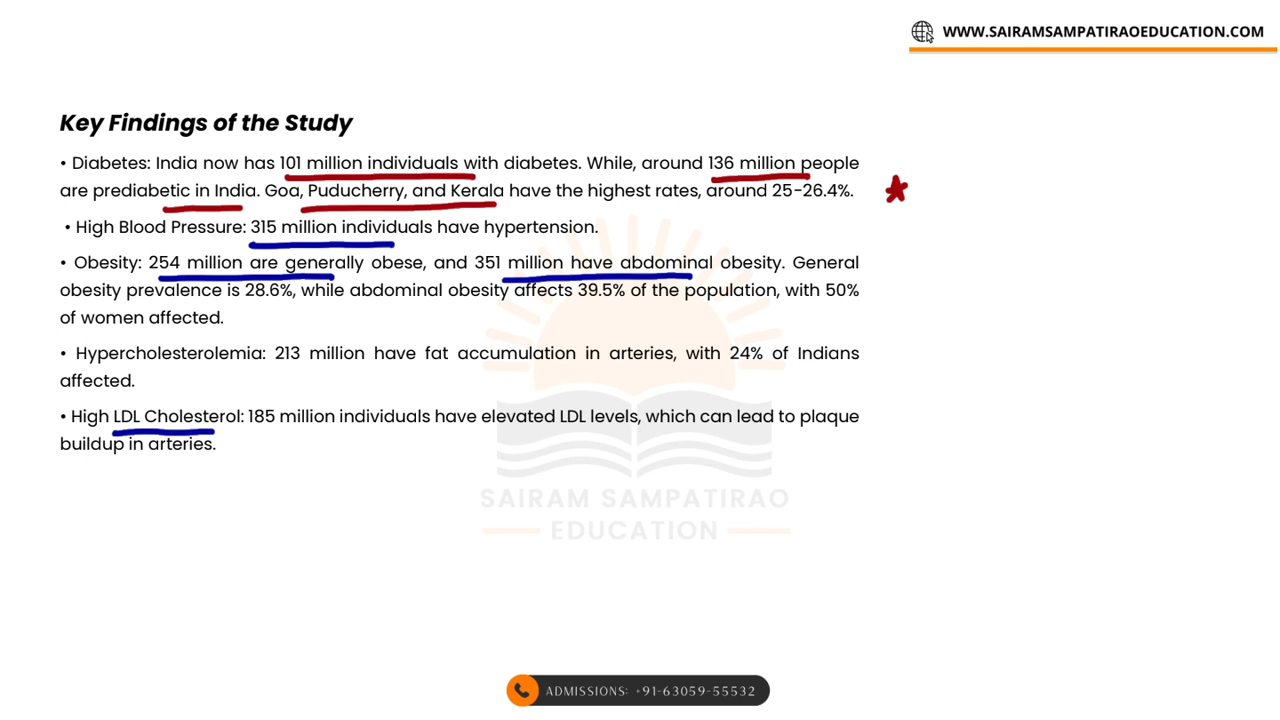 WWW.SAIRAMSAMPATIRAOEDUCATION.COM
Key Findings of the Study
• Diabetes: India now has 101 million individuals with diabetes. While, around 136 million people
are prediabetic in India. Goa, Puducherry, and Kerala have the highest rates, around 25-26.4%.
• High Blood Pressure: 315 million individuals have hypertension.
• Obesity: 254 million are generally obese, and 351 million have abdominal obesity. General
obesity prevalence is 28.6%, while abdominal obesity affects 39.5% of the population, with 50%
of women affected.
• Hypercholesterolemia: 213 million have fat accumulation in arteries, with 24% of Indians
affected.
• High LDL Cholesterol: 185 million individuals have elevated LDL levels, which can lead to plaque
buildup in arteries.
SAIRAM SAMPATIRAO
EDUCATION
ADMISSIONS: +91-63059-55532